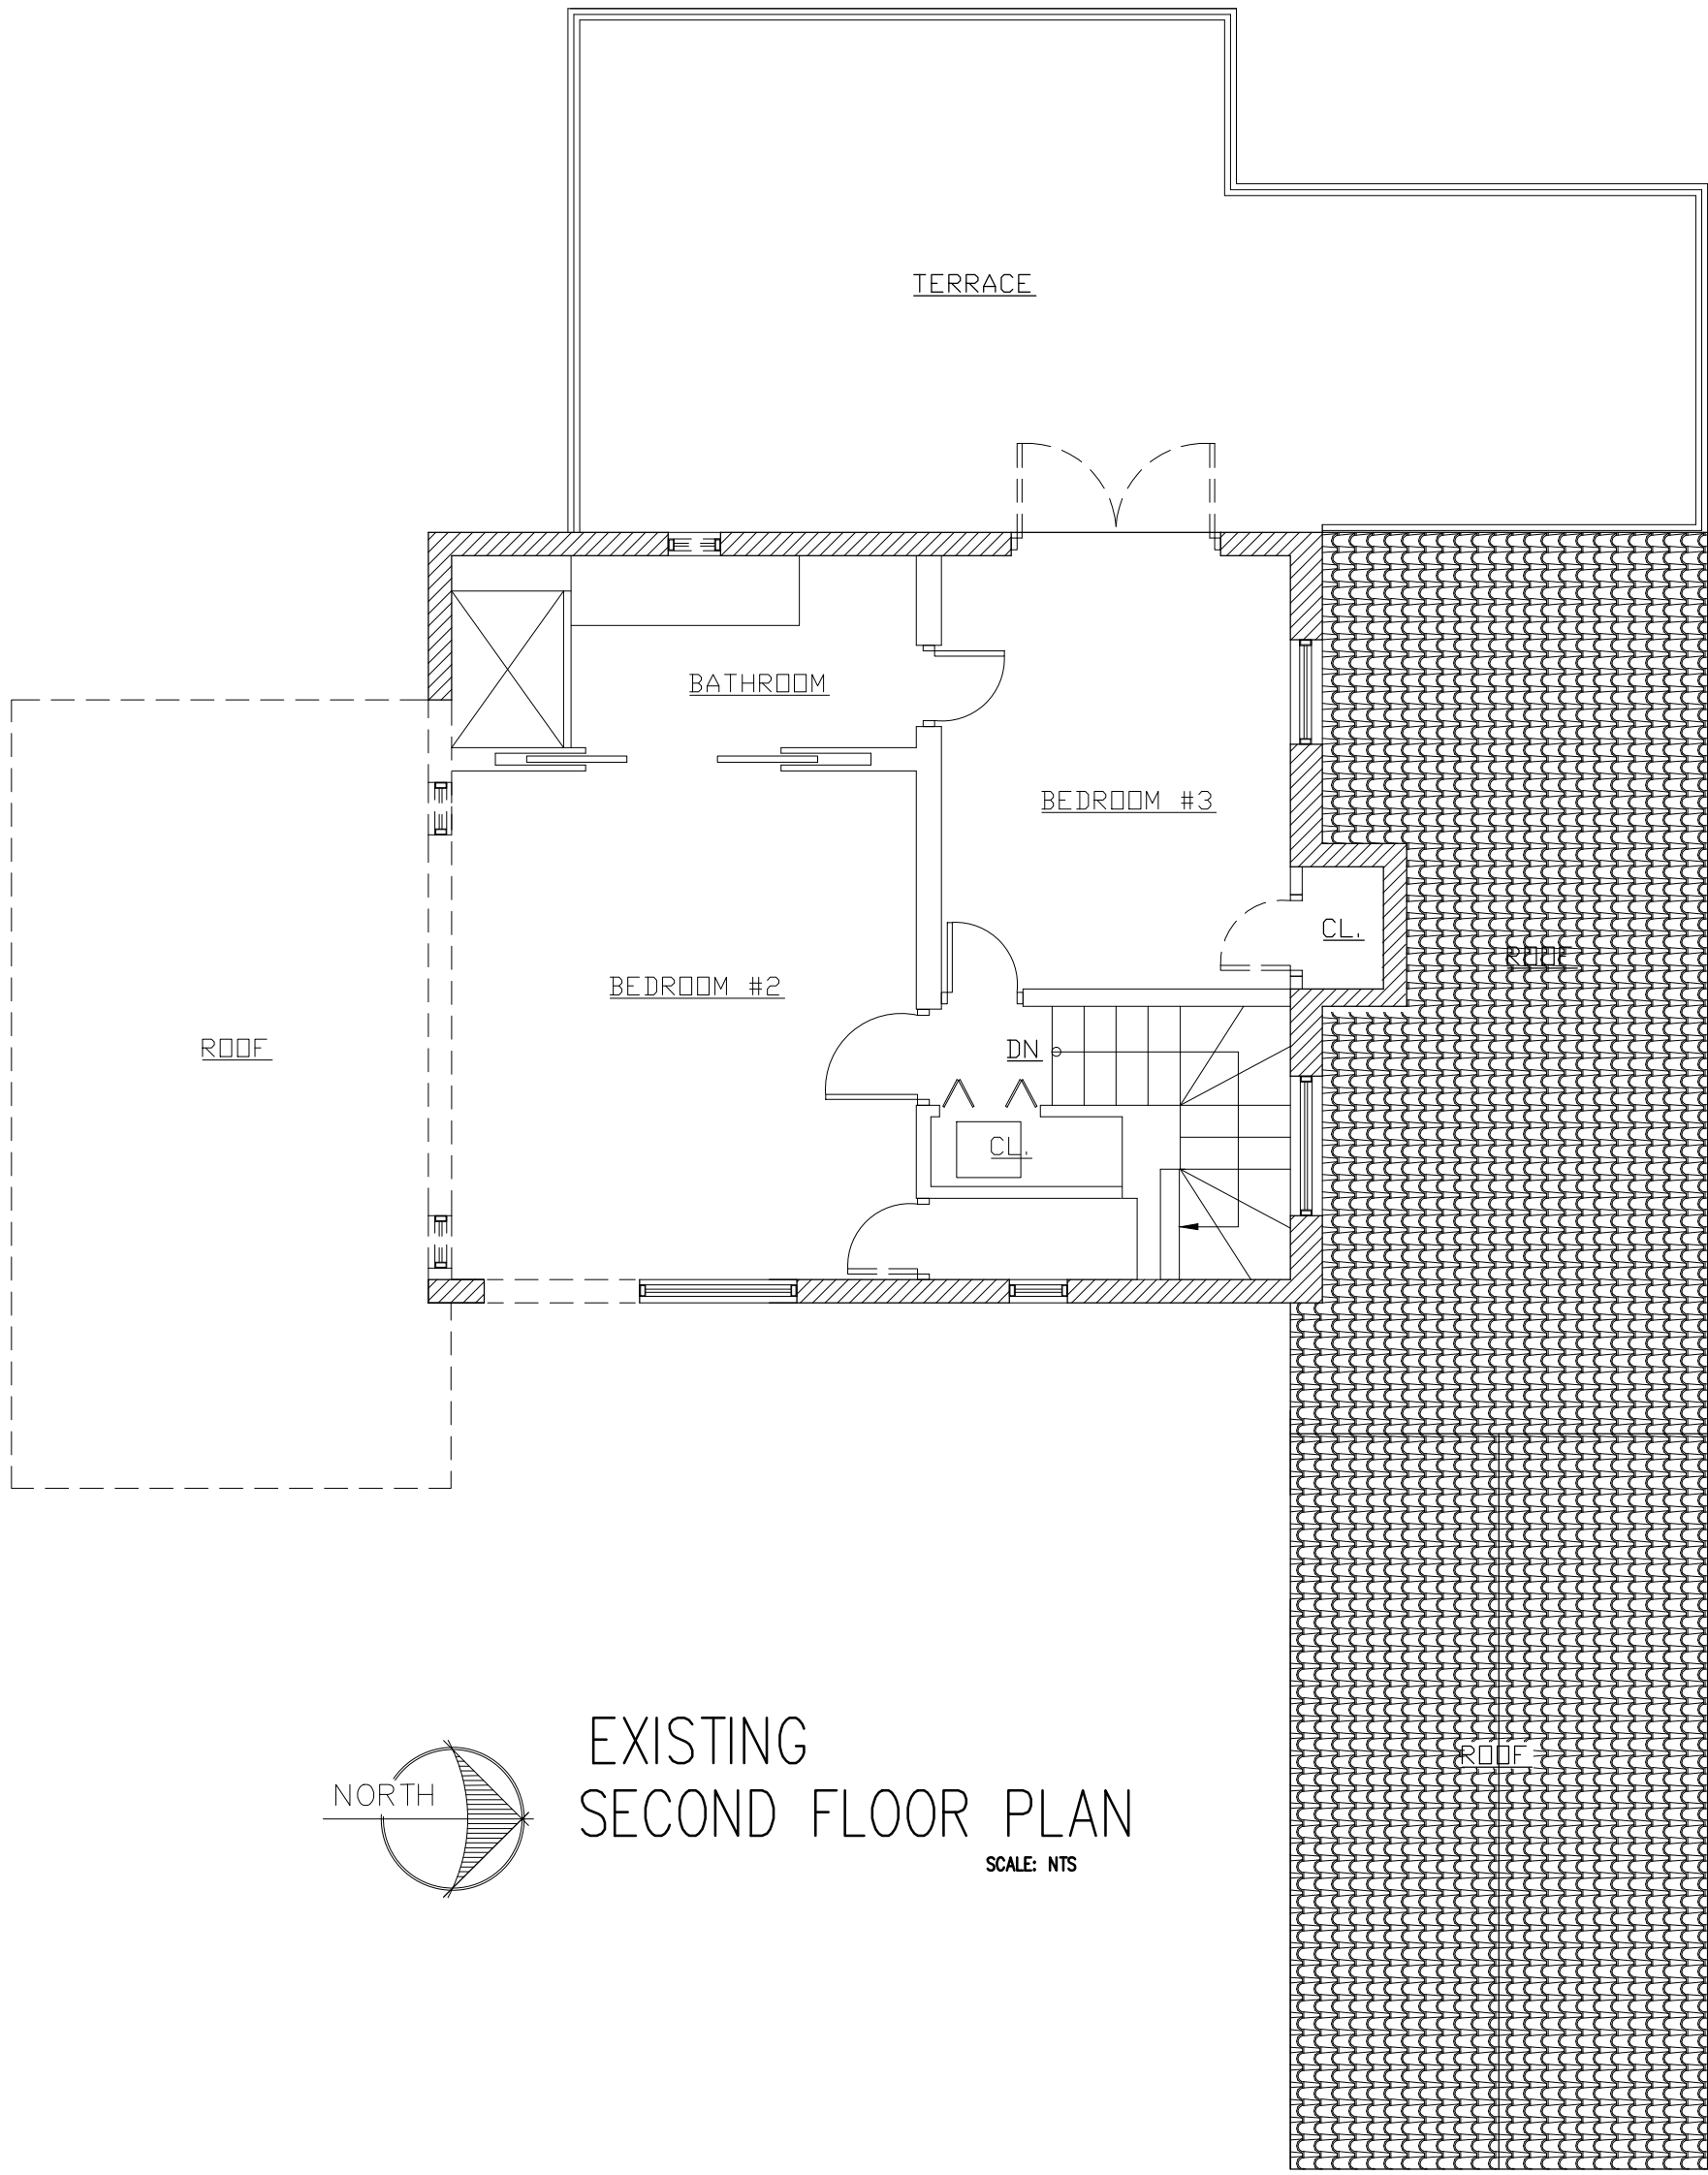 TERRACE
BATHROOM
BEDROOM #3
CL.
ROOF
BEDROOM #2
ROOF
DN
CL.
EXISTING
NORTH
SECOND FLOOR PLAN
SCALE: NTS
ROOF